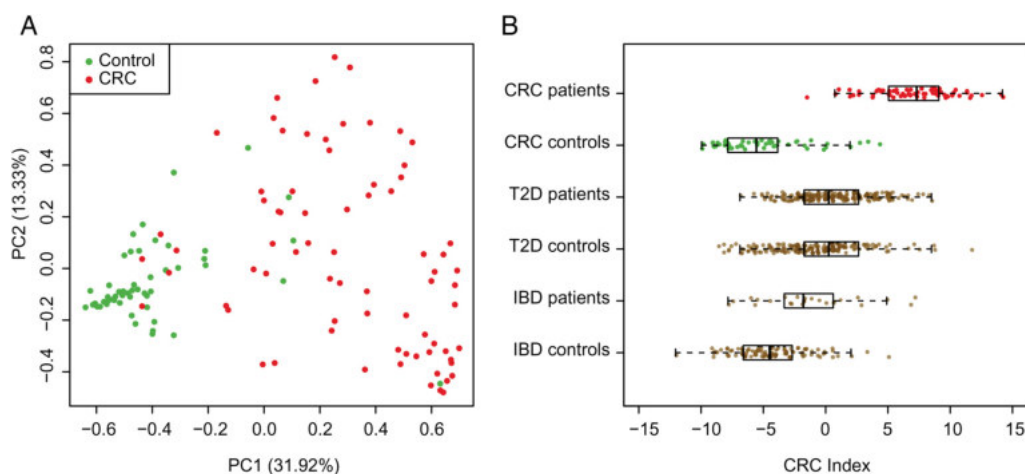 A
Control
CRC
PC2 (13.33%)
0.8
0.6
0.4
0.2
0.0
−0.2
−0.4
−0.6 −0.4 −0.2 0.0 0.2 0.4 0.6
PC1 (31.92%)
B
CRC patients
CRC controls
T2D patients
T2D controls
IBD patients
IBD controls
−15 −10 −5 0 5 10 15
CRC Index